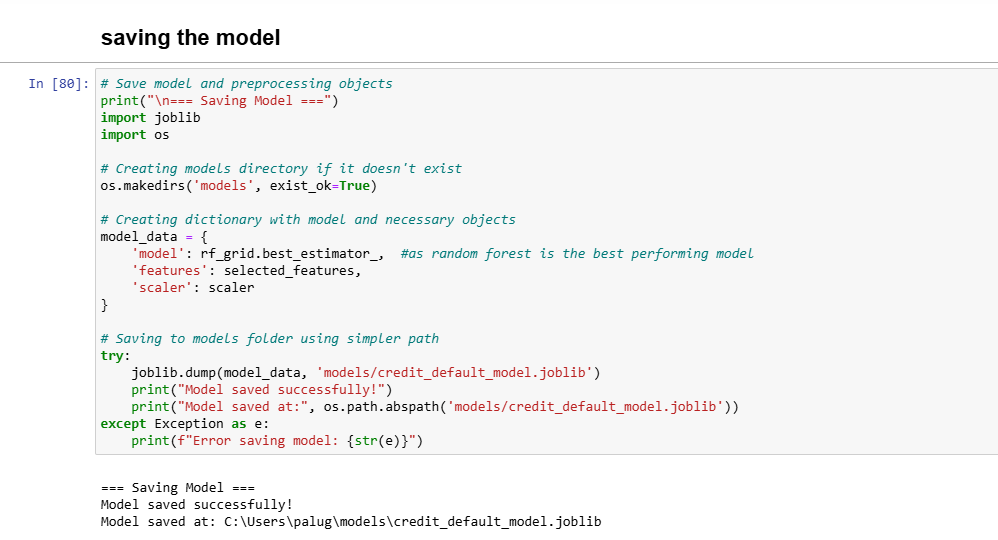 saving the model
In [80]: # Save model and preprocessing objects
print("\n=== Saving Model ===")
import joblib
import os

# Creating models directory if it doesn't exist
os.makedirs('models', exist_ok=True)

# Creating dictionary with model and necessary objects
model_data = {
    'model': rf_grid.best_estimator_,  #as random forest is the best performing model
    'features': selected_features,
    'scaler': scaler
}

# Saving to models folder using simpler path
try:
    joblib.dump(model_data, 'models/credit_default_model.joblib')
    print("Model saved successfully!")
    print("Model saved at:", os.path.abspath('models/credit_default_model.joblib'))
except Exception as e:
    print(f"Error saving model: {str(e)}")

=== Saving Model ===
Model saved successfully!
Model saved at: C:\Users\palug\models\credit_default_model.joblib